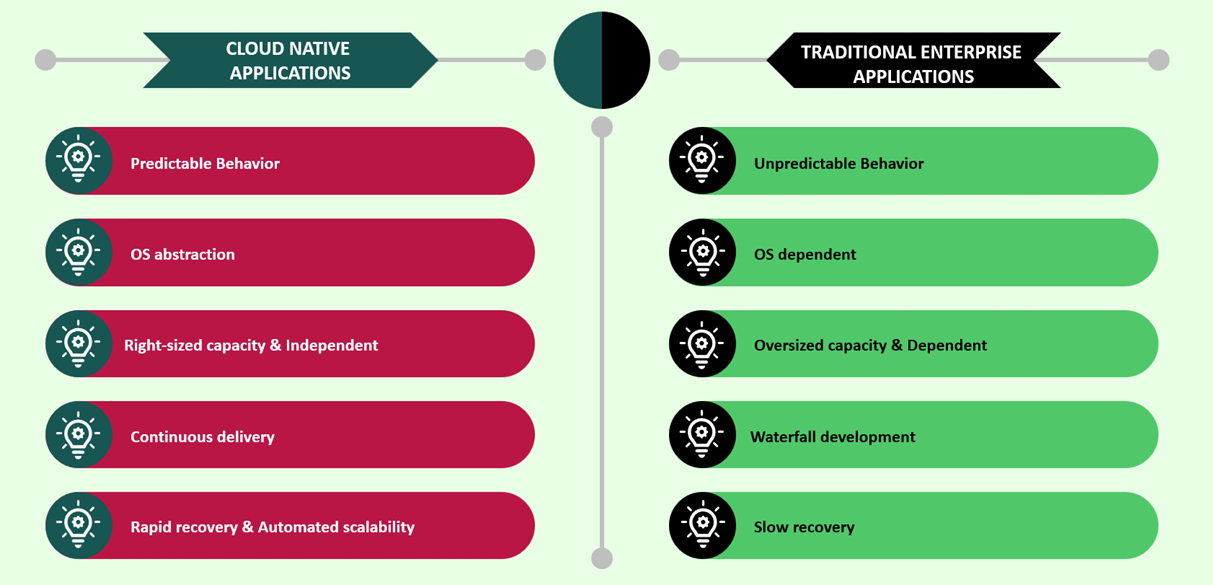 CLOUD NATIVE
APPLICATIONS
TRADITIONAL ENTERPRISE
APPLICATIONS
Predictable Behavior
Unpredictable Behavior
OS abstraction
OS dependent
Right-sized capacity & Independent
Oversized capacity & Dependent
Continuous delivery
Waterfall development
Rapid recovery & Automated scalability
Slow recovery